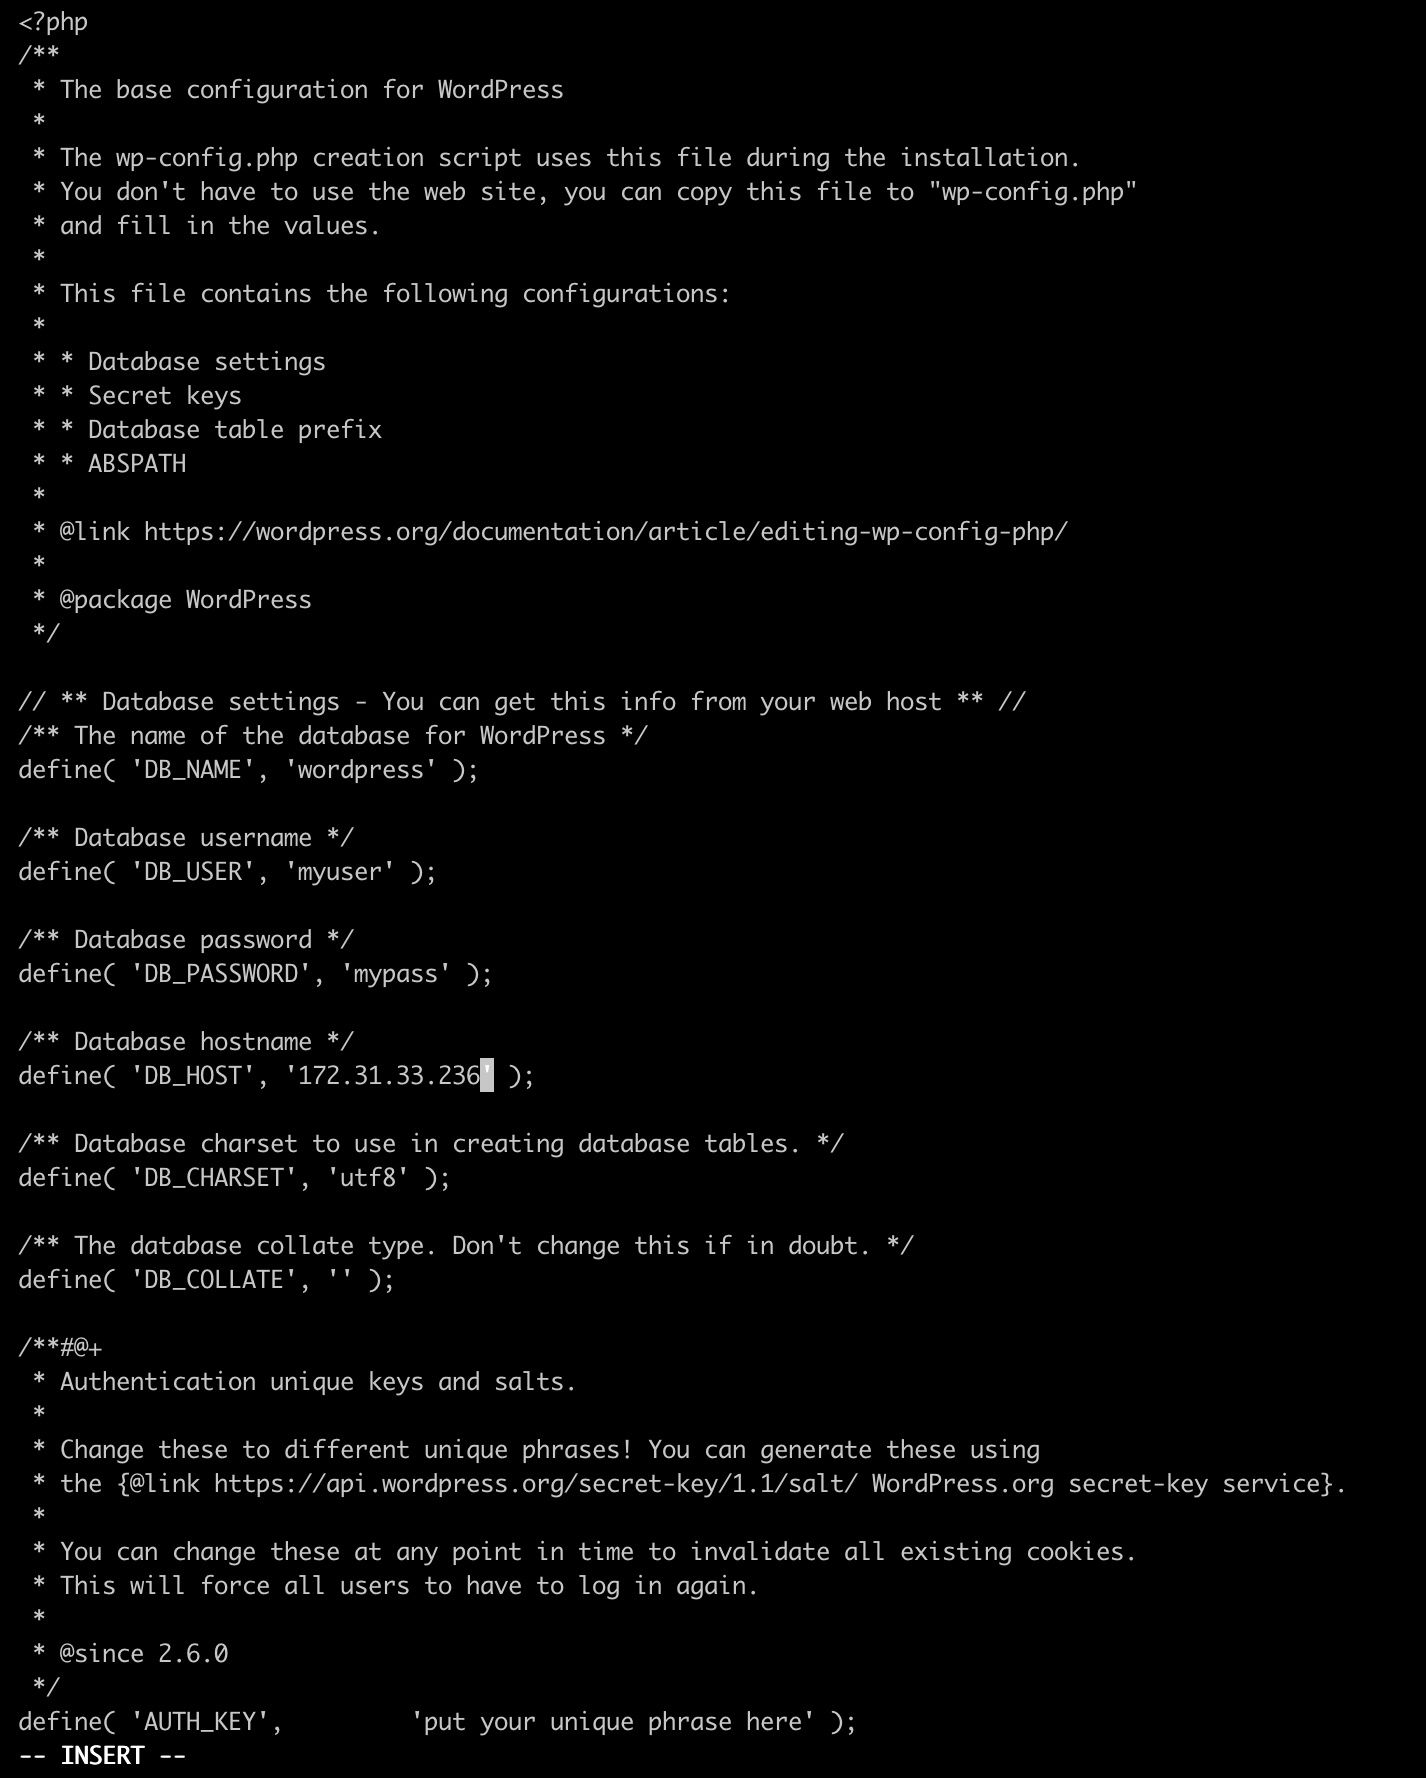 <?php
/**
 * The base configuration for WordPress
 *
 * The wp-config.php creation script uses this file during the installation.
 * You don't have to use the web site, you can copy this file to "wp-config.php"
 * and fill in the values.
 *
 * This file contains the following configurations:
 *
 * * Database settings
 * * Secret keys
 * * Database table prefix
 * * ABSPATH
 *
 * @link https://wordpress.org/documentation/article/editing-wp-config-php/
 *
 * @package WordPress
 */

// ** Database settings - You can get this info from your web host ** //
/** The name of the database for WordPress */
define( 'DB_NAME', 'wordpress' );

/** Database username */
define( 'DB_USER', 'myuser' );

/** Database password */
define( 'DB_PASSWORD', 'mypass' );

/** Database hostname */
define( 'DB_HOST', '172.31.33.236' );

/** Database charset to use in creating database tables. */
define( 'DB_CHARSET', 'utf8' );

/** The database collate type. Don't change this if in doubt. */
define( 'DB_COLLATE', '' );

/**#@+
 * Authentication unique keys and salts.
 *
 * Change these to different unique phrases! You can generate these using
 * the {@link https://api.wordpress.org/secret-key/1.1/salt/ WordPress.org secret-key service}.
 *
 * You can change these at any point in time to invalidate all existing cookies.
 * This will force all users to have to log in again.
 *
 * @since 2.6.0
 */
define( 'AUTH_KEY',         'put your unique phrase here' );
-- INSERT --